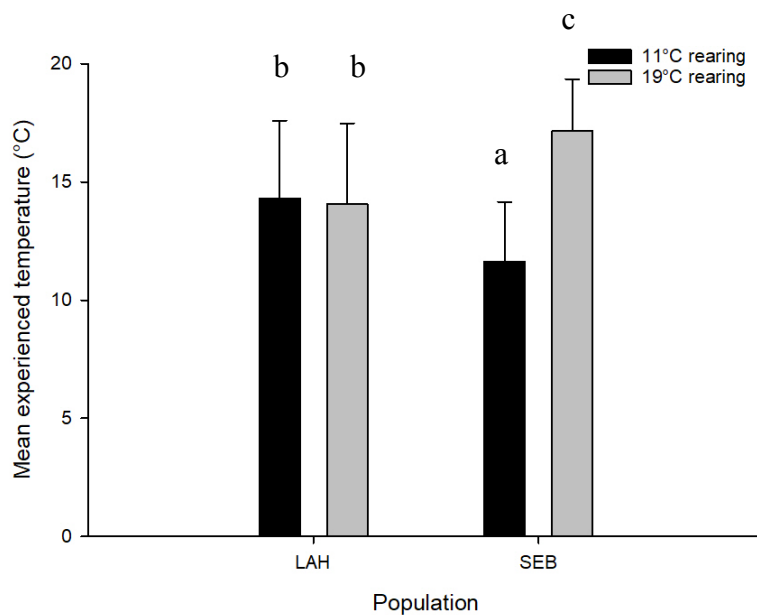 c
20
b b
11°C rearing
19°C rearing
a
15
10
5
0
Mean experienced temperature (°C)
LAH SEB
Population